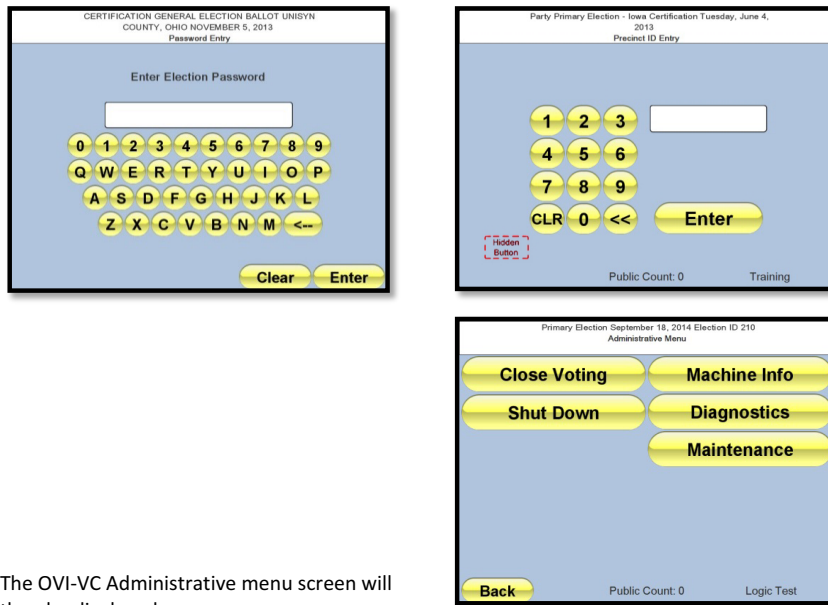 CERTIFICATION GENERAL ELECTION BALLOT UNISYN
COUNTY, OHIO NOVEMBER 5, 2013
Password Entry
Enter Election Password
0 1 2 3 4 5 6 7 8 9
Q W E R T Y U I O P
A S D F G H J K L
Z X C V B N M <--
Clear Enter
Party Primary Election - Iowa Certification Tuesday, June 4,
2013
Precinct ID Entry
1 2 3
4 5 6
7 8 9
CLR 0 << Enter
Hidden
Button
Public Count: 0 Training
Primary Election September 18, 2014 Election ID 210
Administrative Menu
Close Voting Machine Info
Shut Down Diagnostics
Maintenance
Back Public Count: 0 Logic Test
The OVI-VC Administrative menu screen will